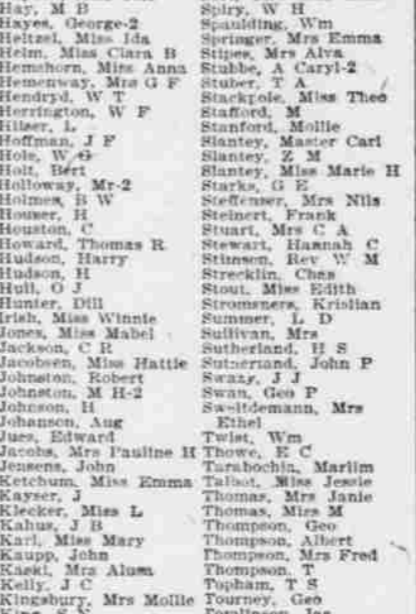 Hay, M B
Hayes, George-2
Heitzel, Miss Ida
Helm, Miss Clara B
Hemshorn, Miss Anna
Hemenway, Mrs G F
Hendryd, W T
Herrington, W F
Hilser, L
Hoffman, J F
Hole, W G
Holt, Bert
Holloway, Mr-2
Holmes, B W
Houser, H
Houston, C
Howard, Thomas R
Hudson, Harry
Hudson, H
Hull, O J
Hunter, Dill
Irish, Miss Winnie
Jones, Miss Mabel
Jackson, C R
Jacobsen, Miss Hattie
Johnston, Robert
Johnston, M H-2
Johnson, H
Johanson, Aug
Jues, Edward
Jacobs, Mrs Pauline H
Jensens, John
Ketchum, Miss Emma
Kayser, J
Klecker, Miss L
Kahus, J B
Karl, Miss Mary
Kaupp, John
Kaski, Mrs Alum
Kelly, J C
Kingsbury, Mrs Mollie
King, S
Spiry, W H
Spaulding, Wm
Springer, Mrs Emma
Stipes, Mrs Alva
Stubbe, A Caryl-2
Stuber, T A
Stackpole, Miss Theo
Stafford, M
Stanford, Mollie
Slantey, Master Carl
Slantey, Z M
Slantey, Miss Marie H
Starks, G E
Steffenser, Mrs Nils
Steinert, Frank
Stuart, Mrs C A
Stewart, Hannah C
Stinson, Rev W M
Strecklin, Chas
Stout, Miss Edith
Stromsners, Kristian
Summer, L D
Sullivan, Mrs
Sutherland, H S
Sutherland, John P
Swazy, J J
Swan, Geo P
Sweitdemann, Mrs
Ethel
Twist, Wm
Thowe, E C
Tarabochin, Marlim
Talbot, Miss Jessie
Thomas, Mrs Janie
Thomas, Miss M
Thompson, Geo
Thompson, Albert
Thompson, Mrs Fred
Thompson, T
Topham, T S
Tourney, Geo